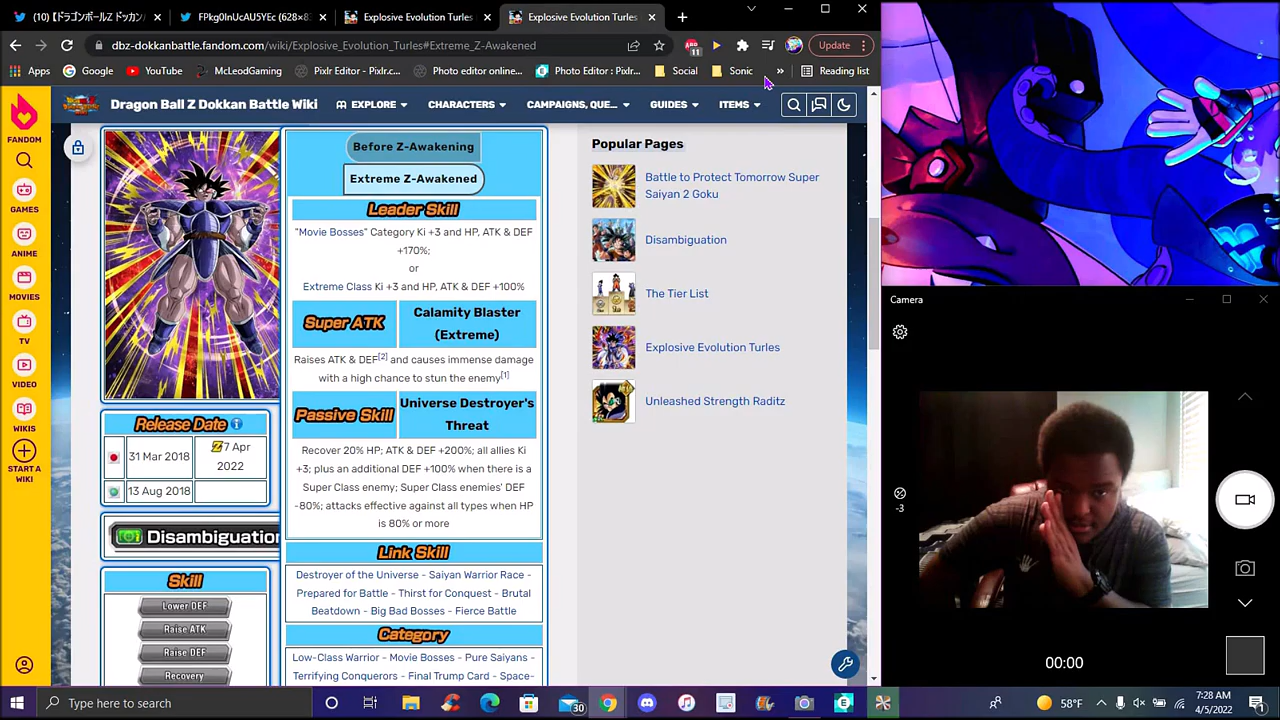 (10)【ドラゴンボールZ ドッカン
FPkg0lnUcAU5YEc (628×8
Explosive Evolution Turles
Explosive Evolution Turles
dbz-dokkanbattle.fandom.com/wiki/Explosive_Evolution_Turles#Extreme_Z-Awakened
11
Update
Apps
Google
YouTube
McLeodGaming
Pixlr Editor - Pixlr.c...
Photo editor online...
Photo Editor : Pixlr...
Social
Sonic
»
Reading list
FANDOM
GAMES
ANIME
MOVIES
TV
VIDEO
WIKIS
START A
WIKI
Dragon Ball Z Dokkan Battle Wiki
EXPLORE
CHARACTERS
CAMPAIGNS, QUE...
GUIDES
ITEMS
Release Date
31 Mar 2018
7 Apr
2022
13 Aug 2018
Disambiguation
Skill
Lower DEF
Raise ATK
Raise DEF
Recovery
Before Z-Awakening
Extreme Z-Awakened
Leader Skill
"Movie Bosses" Category Ki +3 and HP, ATK & DEF
+170%;
or
Extreme Class Ki +3 and HP, ATK & DEF +100%
Super ATK
Calamity Blaster
(Extreme)
Raises ATK & DEF[2] and causes immense damage
with a high chance to stun the enemy[1]
Passive Skill
Universe Destroyer's
Threat
Recover 20% HP; ATK & DEF +200%; all allies Ki
+3; plus an additional DEF +100% when there is a
Super Class enemy; Super Class enemies' DEF
-80%; attacks effective against all types when HP
is 80% or more
Link Skill
Destroyer of the Universe - Saiyan Warrior Race -
Prepared for Battle - Thirst for Conquest - Brutal
Beatdown - Big Bad Bosses - Fierce Battle
Category
Low-Class Warrior - Movie Bosses - Pure Saiyans -
Terrifying Conquerors - Final Trump Card - Space-
Popular Pages
Battle to Protect Tomorrow Super
Saiyan 2 Goku
Disambiguation
The Tier List
Explosive Evolution Turles
Unleashed Strength Raditz
Camera
-3
00:00
Type here to search
30
58°F
7:28 AM
4/5/2022
1